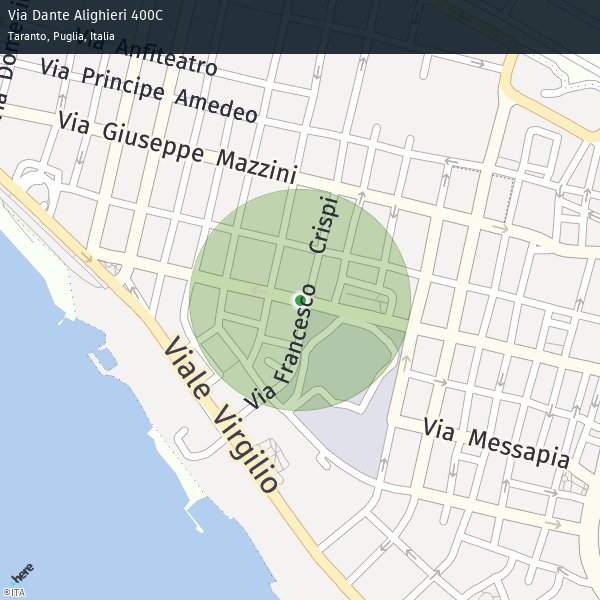 Via Dante Alighieri 400C
Taranto, Puglia, Italia
Via Anfiteatro
Via Principe Amedeo
Via Giuseppe Mazzini
Via Francesco Crispi
Viale Virgilio
Via Messapia
here
©ITA